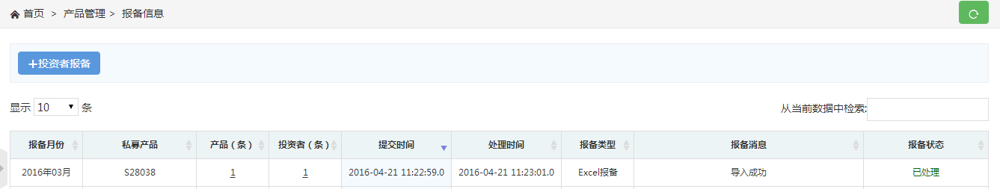 首页 > 产品管理 > 报备信息
+投资者报备
显示 10 条 从当前数据中检索:
报备月份 私募产品 产品（条） 投资者（条） 提交时间 处理时间 报备类型 报备消息 报备状态
2016年03月 S28038 1 1 2016-04-21 11:22:59.0 2016-04-21 11:23:01.0 Excel报备 导入成功 已处理